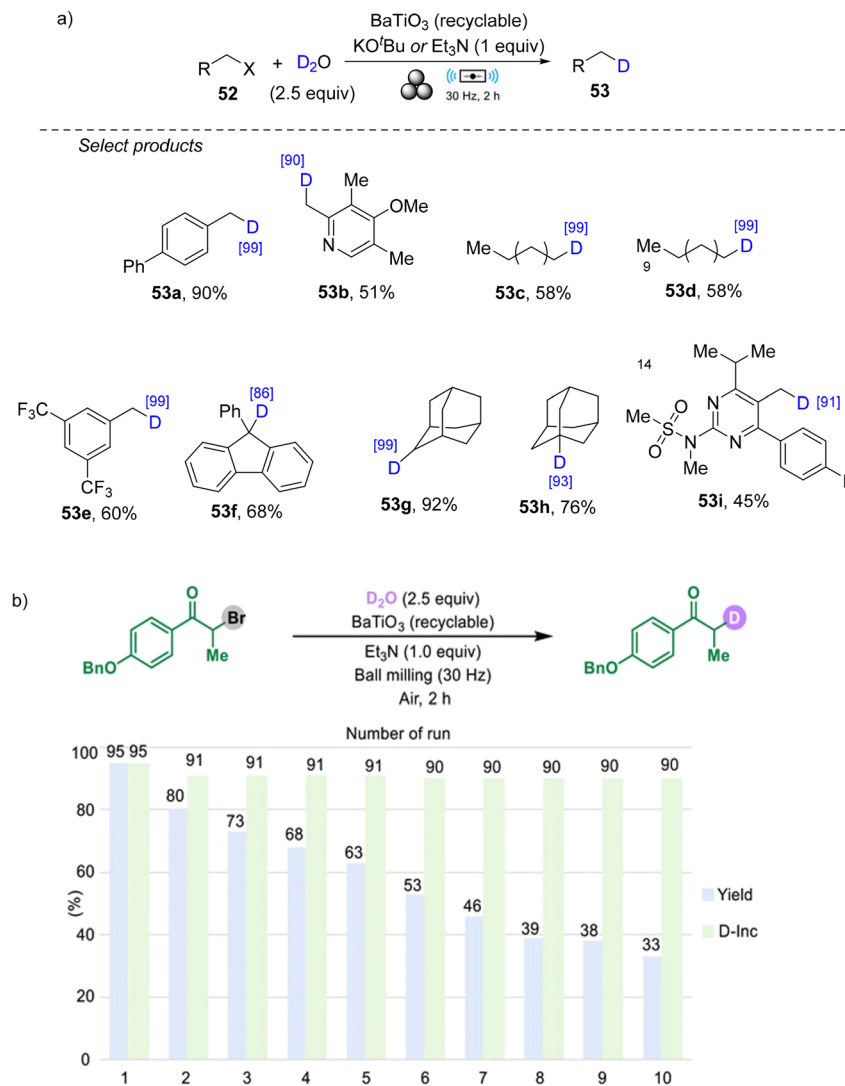 a)
BaTiO3 (recyclable)
KOtBu or Et3N (1 equiv)
R X + D2O
52 (2.5 equiv)
30 Hz, 2 h
R D
53
Select products
[90]
D Me
OMe
N Me
53b, 51%
D
[99]
Ph
53a, 90%
[99]
Me D
53c, 58%
[99]
Me D
9
53d, 58%
[99]
F3C D
CF3
53e, 60%
[86]
Ph D
53f, 68%
[99]
D
53g, 92%
D
[93]
53h, 76%
14
Me Me
D [91]
Me O
S N
O N N
Me
53i, 45%
b)
O
Br
Me
BnO
D2O (2.5 equiv)
BaTiO3 (recyclable)
Et3N (1.0 equiv)
Ball milling (30 Hz)
Air, 2 h
O
D
Me
BnO
Number of run
100 95 95 80 91 73 91 68 91 63 91 53 90 46 90 39 90 38 90 33 90
80
60
(%)
40
20
0
Yield
D-Inc
1 2 3 4 5 6 7 8 9 10